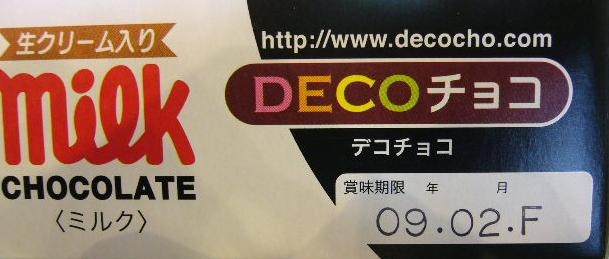 生クリーム入り
milk
CHOCOLATE
〈ミルク〉
http://www.decocho.com
DECOチョコ
デコチョコ
賞味期限 年 月
09.02.F